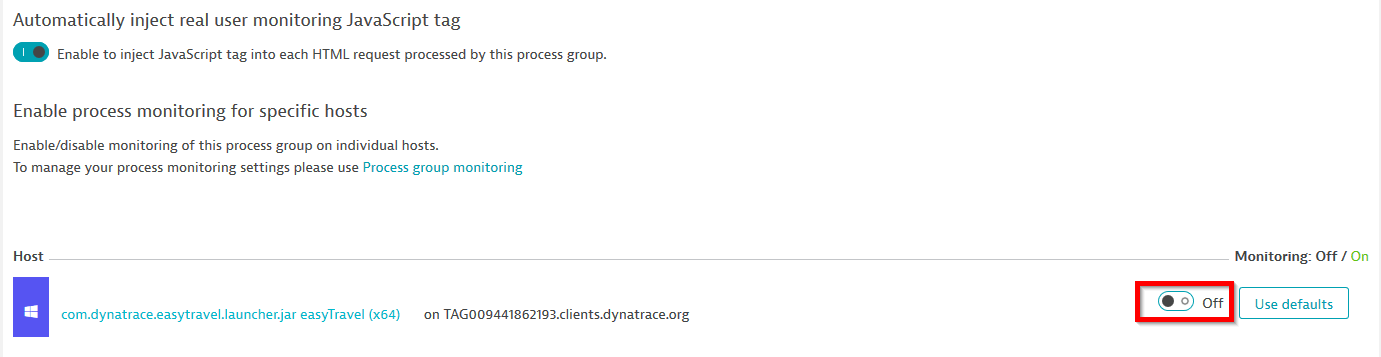 Automatically inject real user monitoring JavaScript tag
Enable to inject JavaScript tag into each HTML request processed by this process group.
Enable process monitoring for specific hosts
Enable/disable monitoring of this process group on individual hosts.
To manage your process monitoring settings please use Process group monitoring
Host Monitoring: Off / On
com.dynatrace.easytravel.launcher.jar easyTravel (x64) on TAG009441862193.clients.dynatrace.org Off Use defaults